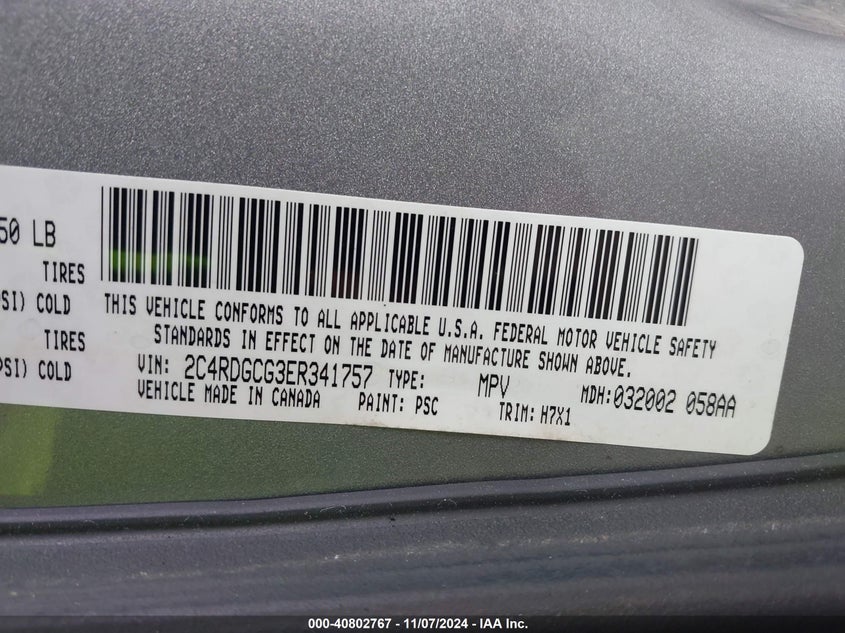 50 LB
TIRES
PSI) COLD
TIRES
PSI) COLD
THIS VEHICLE CONFORMS TO ALL APPLICABLE U.S.A. FEDERAL MOTOR VEHICLE SAFETY
STANDARDS IN EFFECT ON THE DATE OF MANUFACTURE SHOWN ABOVE.
VIN: 2C4RDGCG3ER341757 TYPE: MPV MDH:032002 058AA
VEHICLE MADE IN CANADA PAINT: PSC TRIM: H7X1
000-40802767 - 11/07/2024 - IAA Inc.